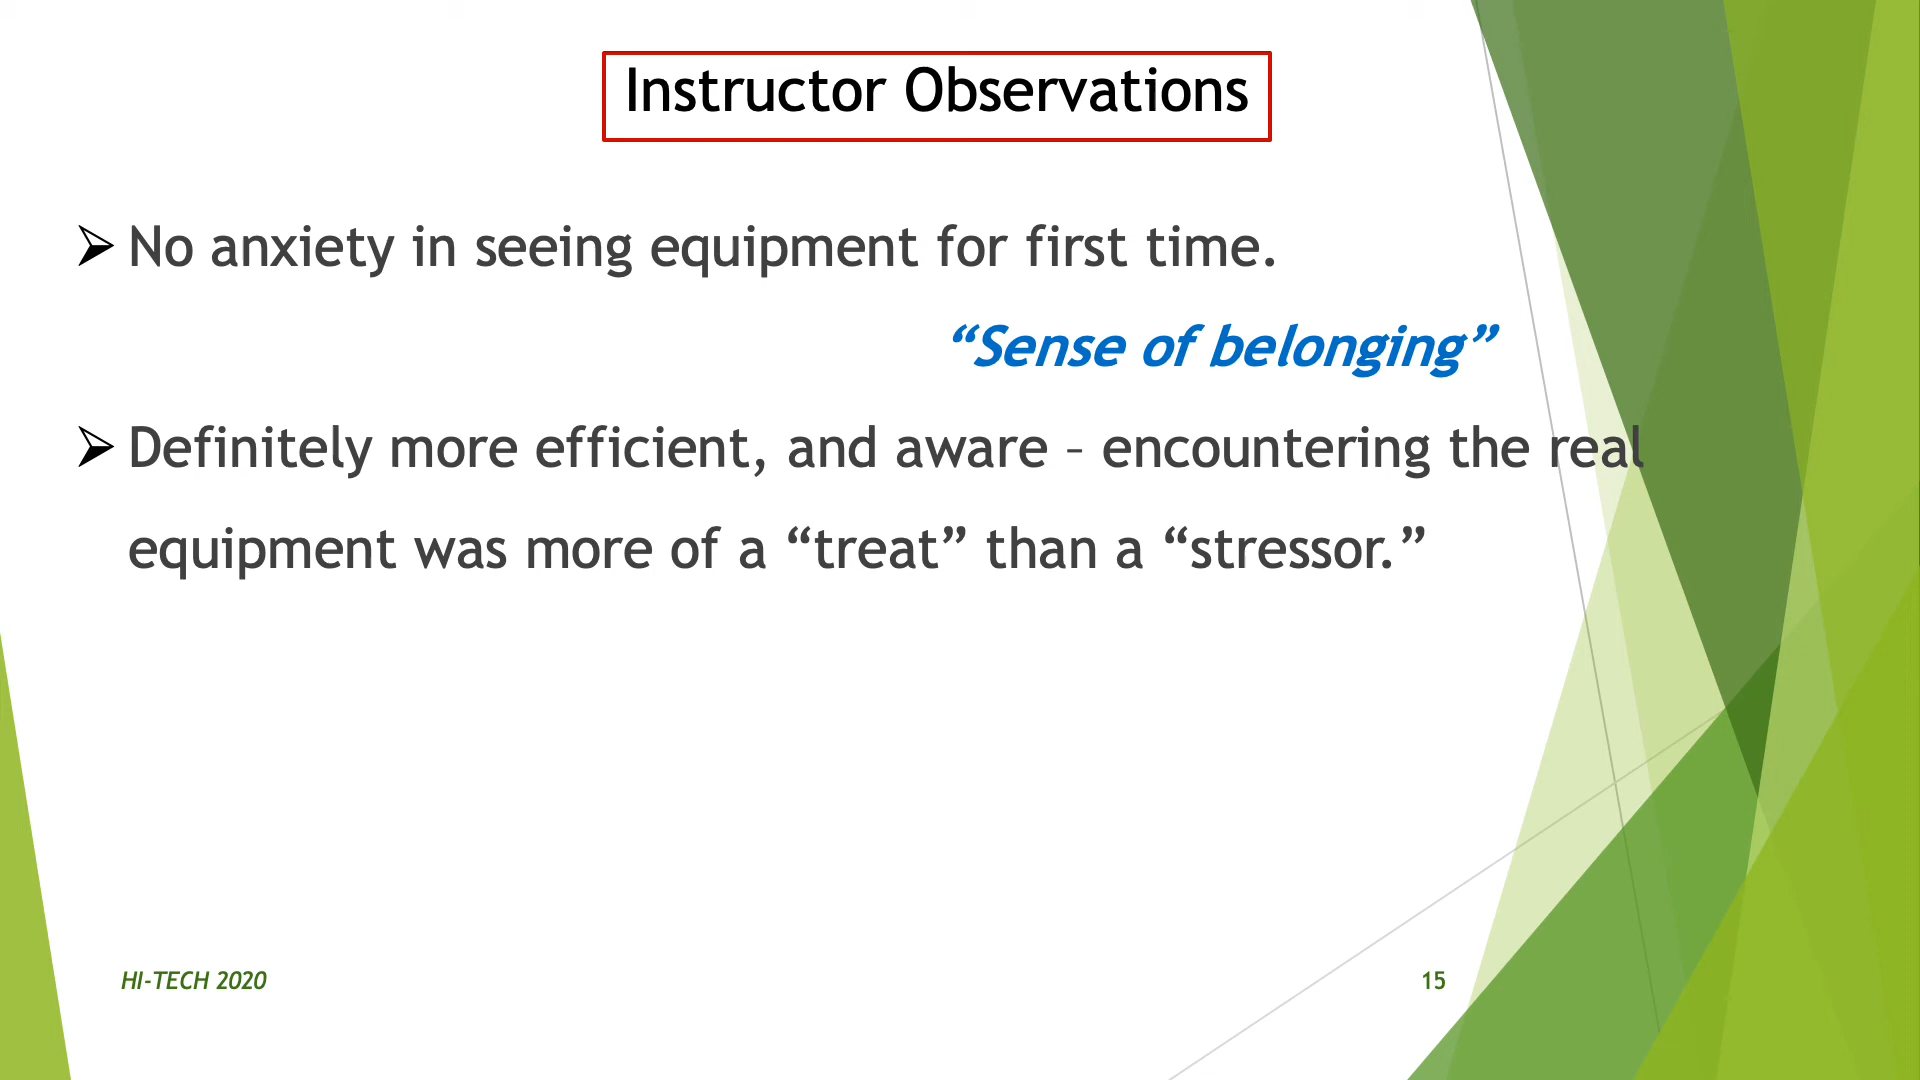 Instructor Observations
➢ No anxiety in seeing equipment for first time.
“Sense of belonging”
➢ Definitely more efficient, and aware – encountering the real
equipment was more of a “treat” than a “stressor.”
HI-TECH 2020
15